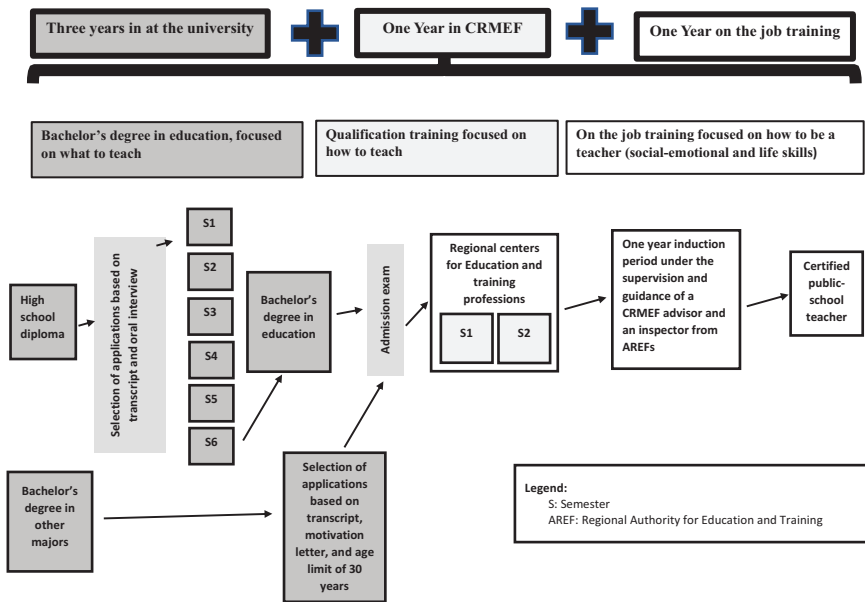 Three years in at the university
One Year in CRMEF
One Year on the job training
Bachelor's degree in education, focused
on what to teach
Qualification training focused on
how to teach
On the job training focused on how to be a
teacher (social-emotional and life skills)
High
school
diploma
Selection of applications based on
transcript and oral interview
S1
S2
S3
S4
S5
S6
Bachelor's
degree in
education
Admission exam
Regional centers
for Education and
training
professions
S1
S2
One year induction
period under the
supervision and
guidance of a
CRMEF advisor and
an inspector from
AREFs
Certified
public-
school
teacher
Bachelor's
degree in
other
majors
Selection of
applications
based on
transcript,
motivation
letter, and age
limit of 30
years
Legend:
S: Semester
AREF: Regional Authority for Education and Training